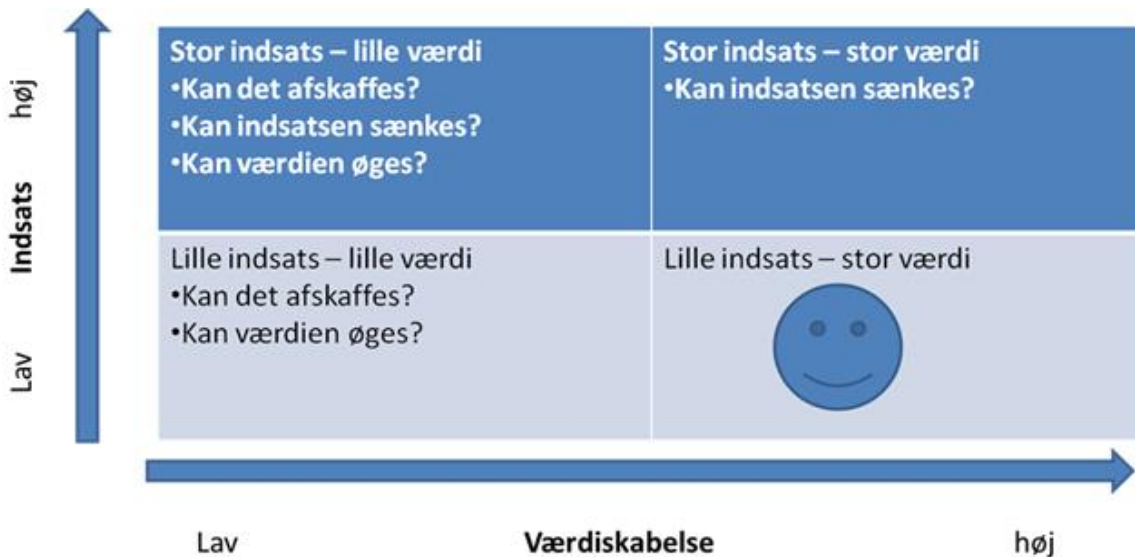 Stor indsats – lille værdi
•Kan det afskaffes?
•Kan indsatsen sænkes?
•Kan værdien øges?
Stor indsats – stor værdi
•Kan indsatsen sænkes?
Lille indsats – lille værdi
•Kan det afskaffes?
•Kan værdien øges?
Lille indsats – stor værdi
høj
Indsats
Lav
Lav
Værdiskabelse
høj